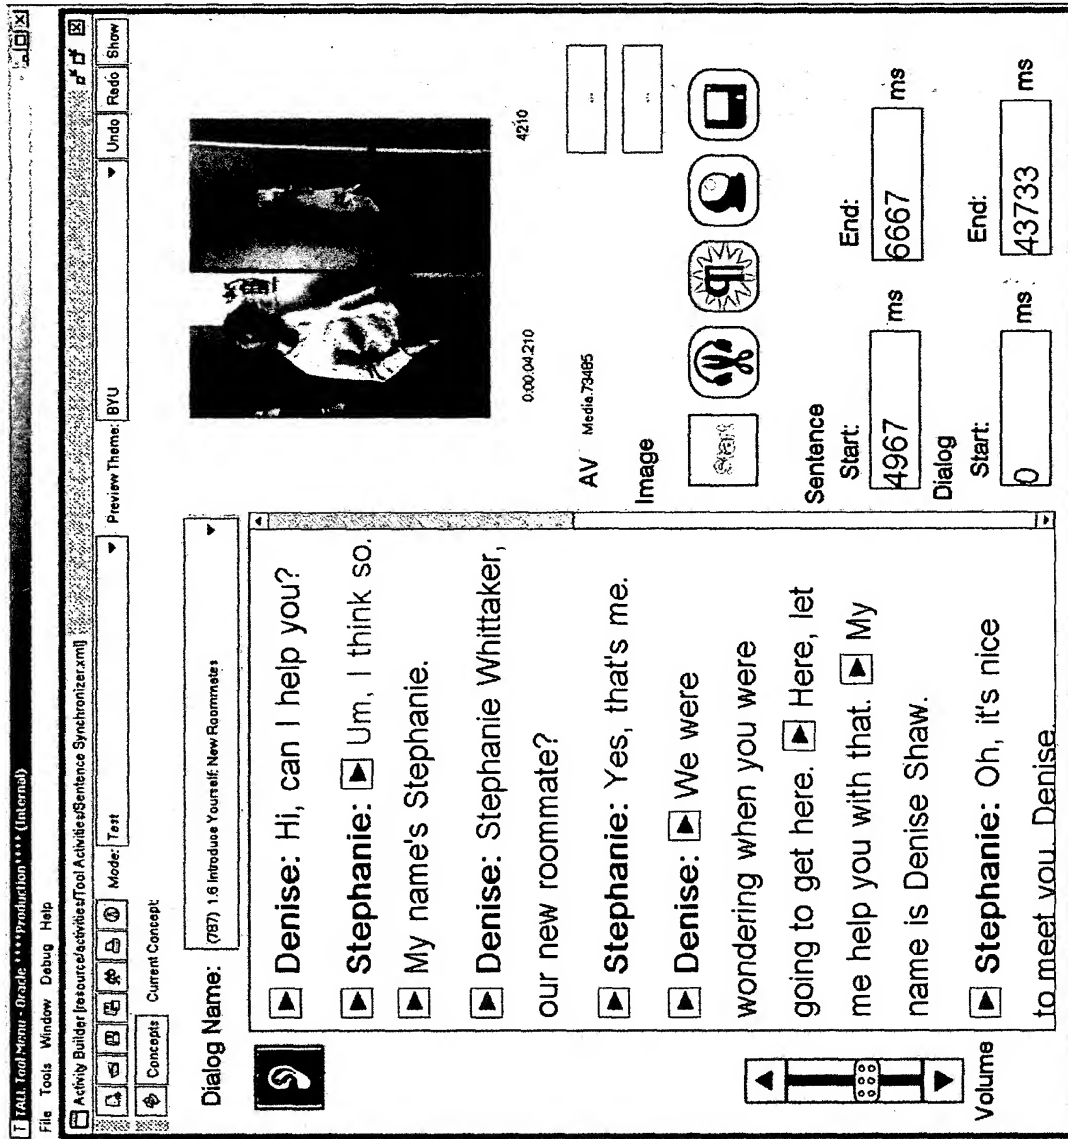 TALL Tool Menu - Oracle ****Production**** (Internal)
File Tools Window Debug Help
Activity Builder [resource/activities/Tool Activities/Sentence Synchronizer.xml]
Mode: Test Preview Theme: BYU Undo Redo Show
Concepts Current Concept:
Dialog Name: (787) 1.6 Introduce Yourself: New Roommates
Denise: Hi, can I help you?
Stephanie: Um, I think so.
My name's Stephanie.
Denise: Stephanie Whittaker,
our new roommate?
Stephanie: Yes, that's me.
Denise: We were
wondering when you were
going to get here. Here, let
me help you with that. My
name is Denise Shaw.
Stephanie: Oh, it's nice
to meet you, Denise.
Volume
0:00.04.210 4210
AV Media.73485 ...
Image ...
Start
Sentence
Start: End:
4967 ms 6667 ms
Dialog
Start: End:
0 ms 43733 ms